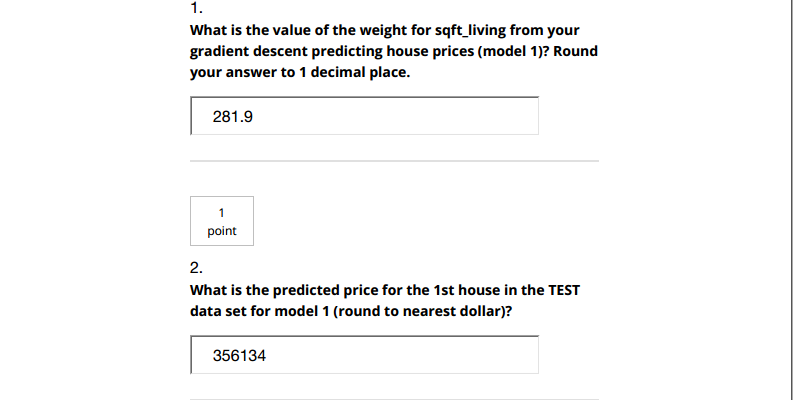 1.
What is the value of the weight for sqft_living from your
gradient descent predicting house prices (model 1)? Round
your answer to 1 decimal place.
281.9
1
point
2.
What is the predicted price for the 1st house in the TEST
data set for model 1 (round to nearest dollar)?
356134